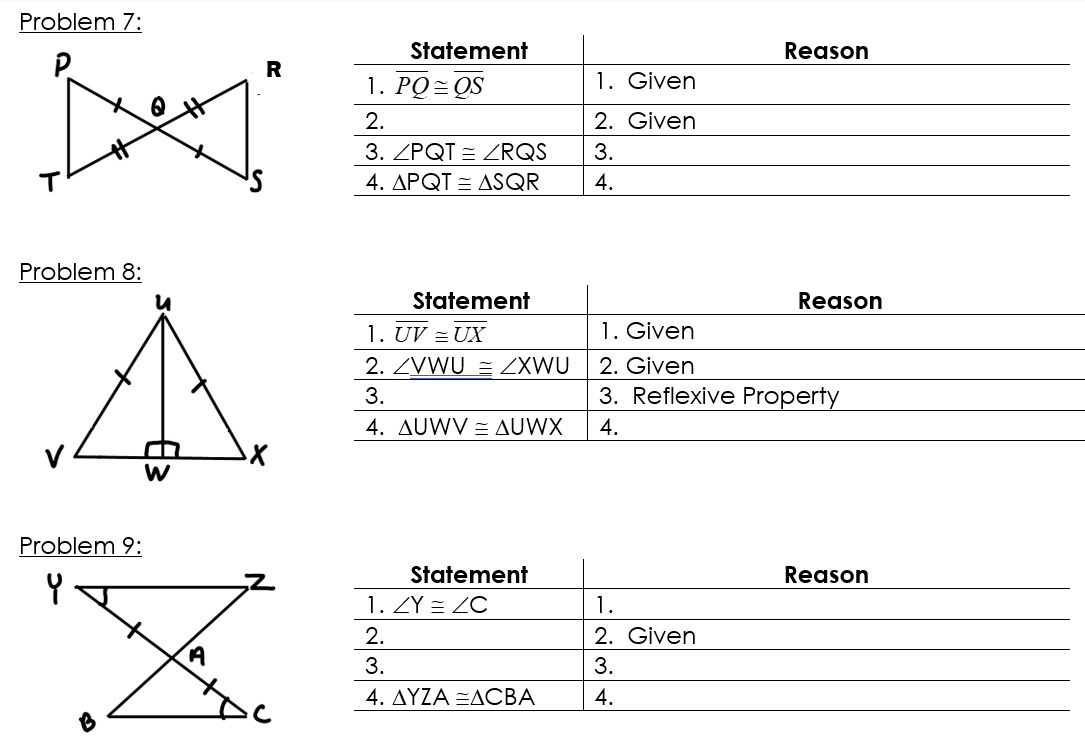 Problem 7:
P
R
Q
T
S
Statement Reason
1. PQ ≅ QS 1. Given
2. 2. Given
3. ∠PQT ≅ ∠RQS 3.
4. ΔPQT ≅ ΔSQR 4.
Problem 8:
U
V
W
X
Statement Reason
1. UV ≅ UX 1. Given
2. ∠VWU ≅ ∠XWU 2. Given
3. 3. Reflexive Property
4. ΔUWV ≅ ΔUWX 4.
Problem 9:
Y
Z
A
B
C
Statement Reason
1. ∠Y ≅ ∠C 1.
2. 2. Given
3. 3.
4. ΔYZA ≅ΔCBA 4.